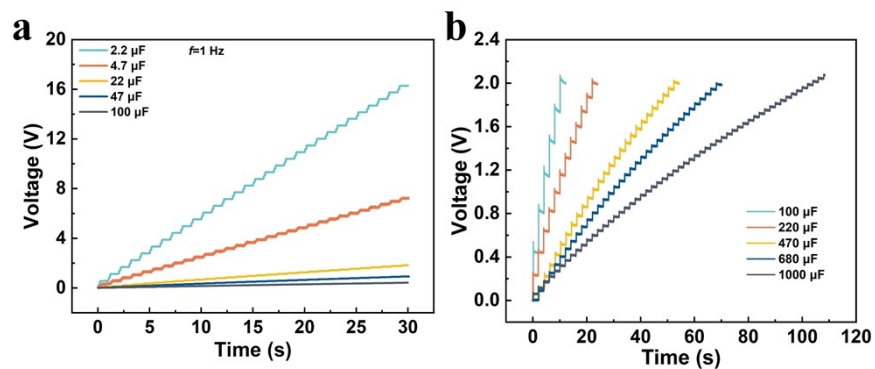 a
20
16
12
8
4
0
Voltage (V)
2.2 μF
4.7 μF
22 μF
47 μF
100 μF
f=1 Hz
0 5 10 15 20 25 30
Time (s)
b
2.4
2.0
1.6
1.2
0.8
0.4
0.0
Voltage (V)
100 μF
220 μF
470 μF
680 μF
1000 μF
0 20 40 60 80 100 120
Time (s)